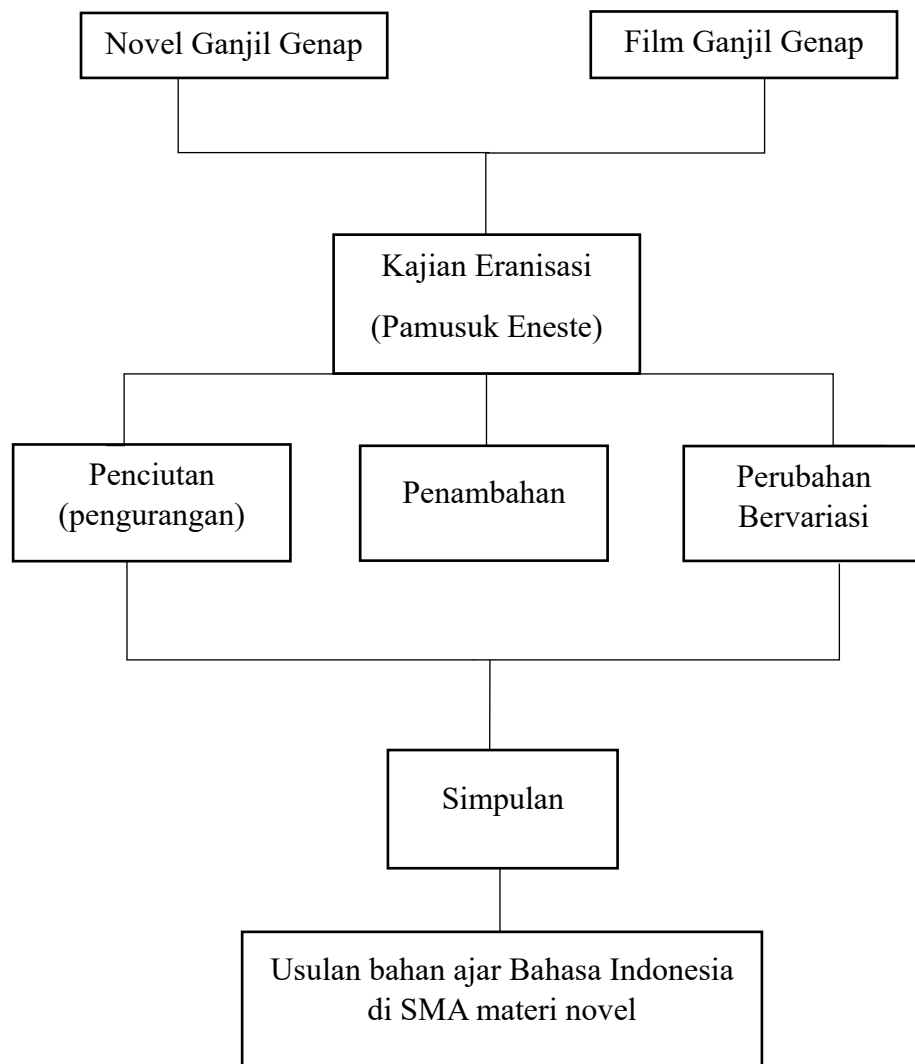 Novel Ganjil Genap
Film Ganjil Genap
Kajian Eranisasi
(Pamusuk Eneste)
Penciutan
(pengurangan)
Penambahan
Perubahan
Bervariasi
Simpulan
Usulan bahan ajar Bahasa Indonesia
di SMA materi novel